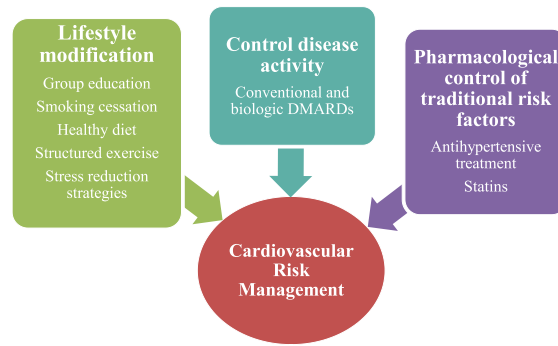 Lifestyle
modification
Group education
Smoking cessation
Healthy diet
Structured exercise
Stress reduction
strategies
Control disease
activity
Conventional and
biologic DMARDs
Pharmacological
control of
traditional risk
factors
Antihypertensive
treatment
Statins
Cardiovascular
Risk
Management